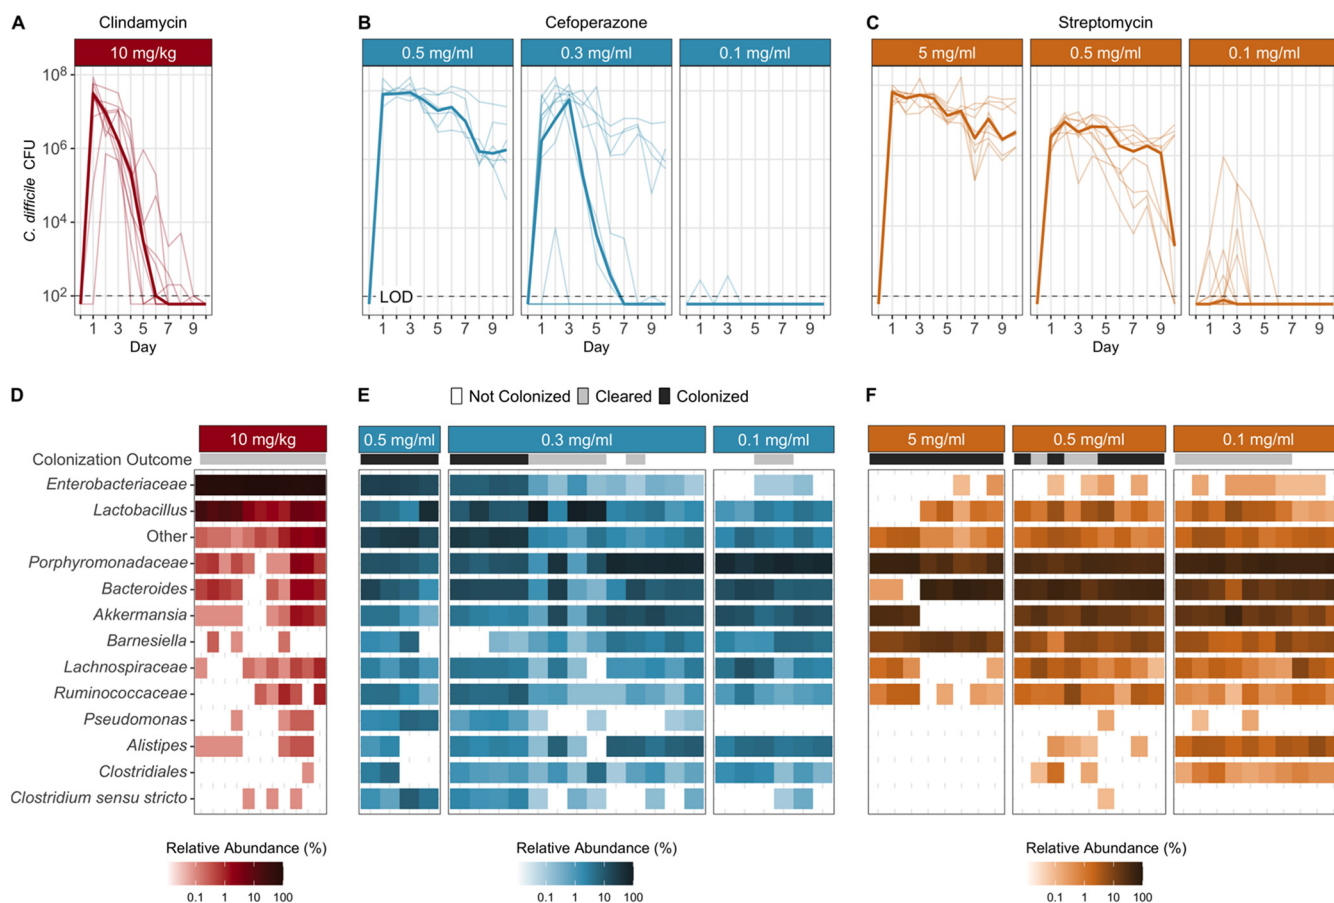 A Clindamycin
B Cefoperazone
C Streptomycin
10 mg/kg
0.5 mg/ml 0.3 mg/ml 0.1 mg/ml
5 mg/ml 0.5 mg/ml 0.1 mg/ml
C. difficile CFU
10⁸
10⁶
10⁴
10²
LOD
1 3 5 7 9
1 3 5 7 9 1 3 5 7 9 1 3 5 7 9
1 3 5 7 9 1 3 5 7 9 1 3 5 7 9
Day Day Day
D E F
Not Colonized Cleared Colonized
10 mg/kg
0.5 mg/ml 0.3 mg/ml 0.1 mg/ml
5 mg/ml 0.5 mg/ml 0.1 mg/ml
Colonization Outcome
Enterobacteriaceae
Lactobacillus
Other
Porphyromonadaceae
Bacteroides
Akkermansia
Barnesiella
Lachnospiraceae
Ruminococcaceae
Pseudomonas
Alistipes
Clostridiales
Clostridium sensu stricto
Relative Abundance (%)
0.1 1 10 100
Relative Abundance (%)
0.1 1 10 100
Relative Abundance (%)
0.1 1 10 100